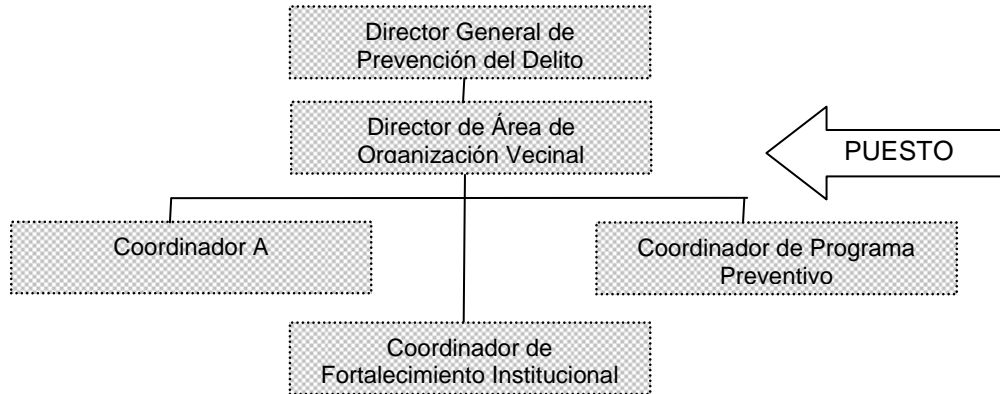 Director General de
Prevención del Delito
Director de Área de
Organización Vecinal
PUESTO
Coordinador A
Coordinador de Programa
Preventivo
Coordinador de
Fortalecimiento Institucional